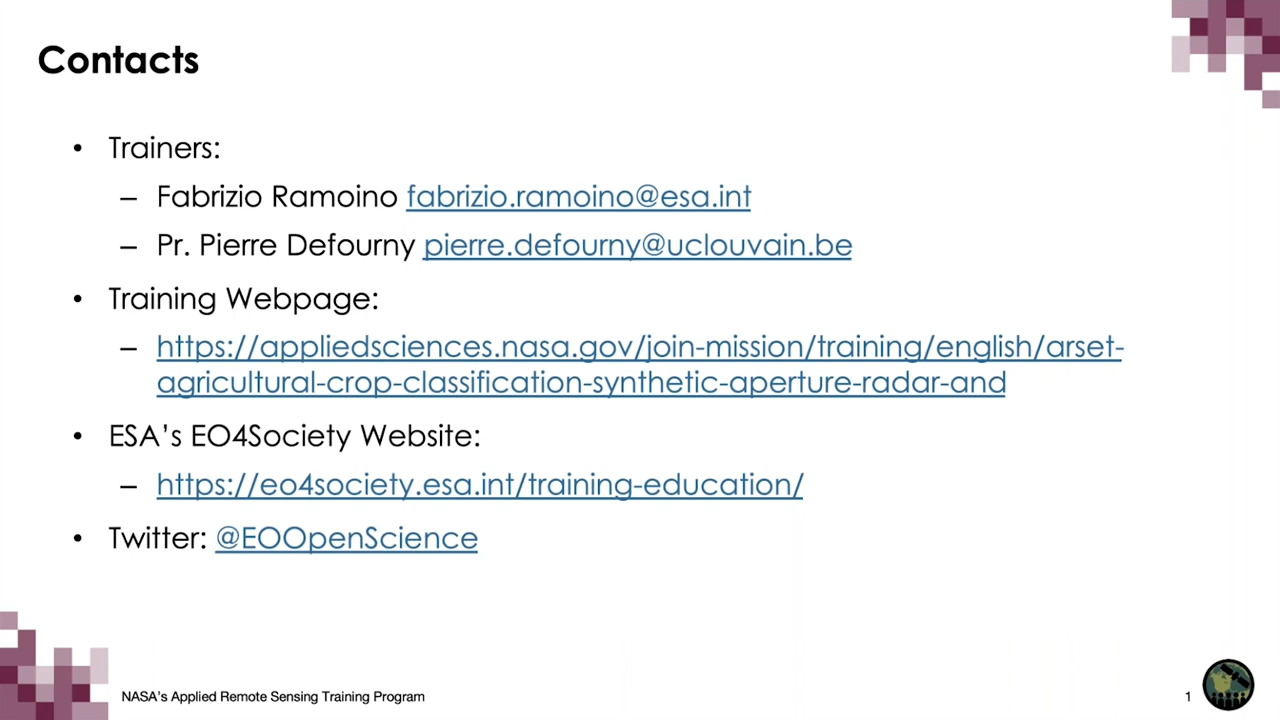 Contacts
• Trainers:
– Fabrizio Ramoino fabrizio.ramoino@esa.int
– Pr. Pierre Defourny pierre.defourny@uclouvain.be
• Training Webpage:
– https://appliedsciences.nasa.gov/join-mission/training/english/arset-
agricultural-crop-classification-synthetic-aperture-radar-and
• ESA’s EO4Society Website:
– https://eo4society.esa.int/training-education/
• Twitter: @EOOpenScience
NASA’s Applied Remote Sensing Training Program
1